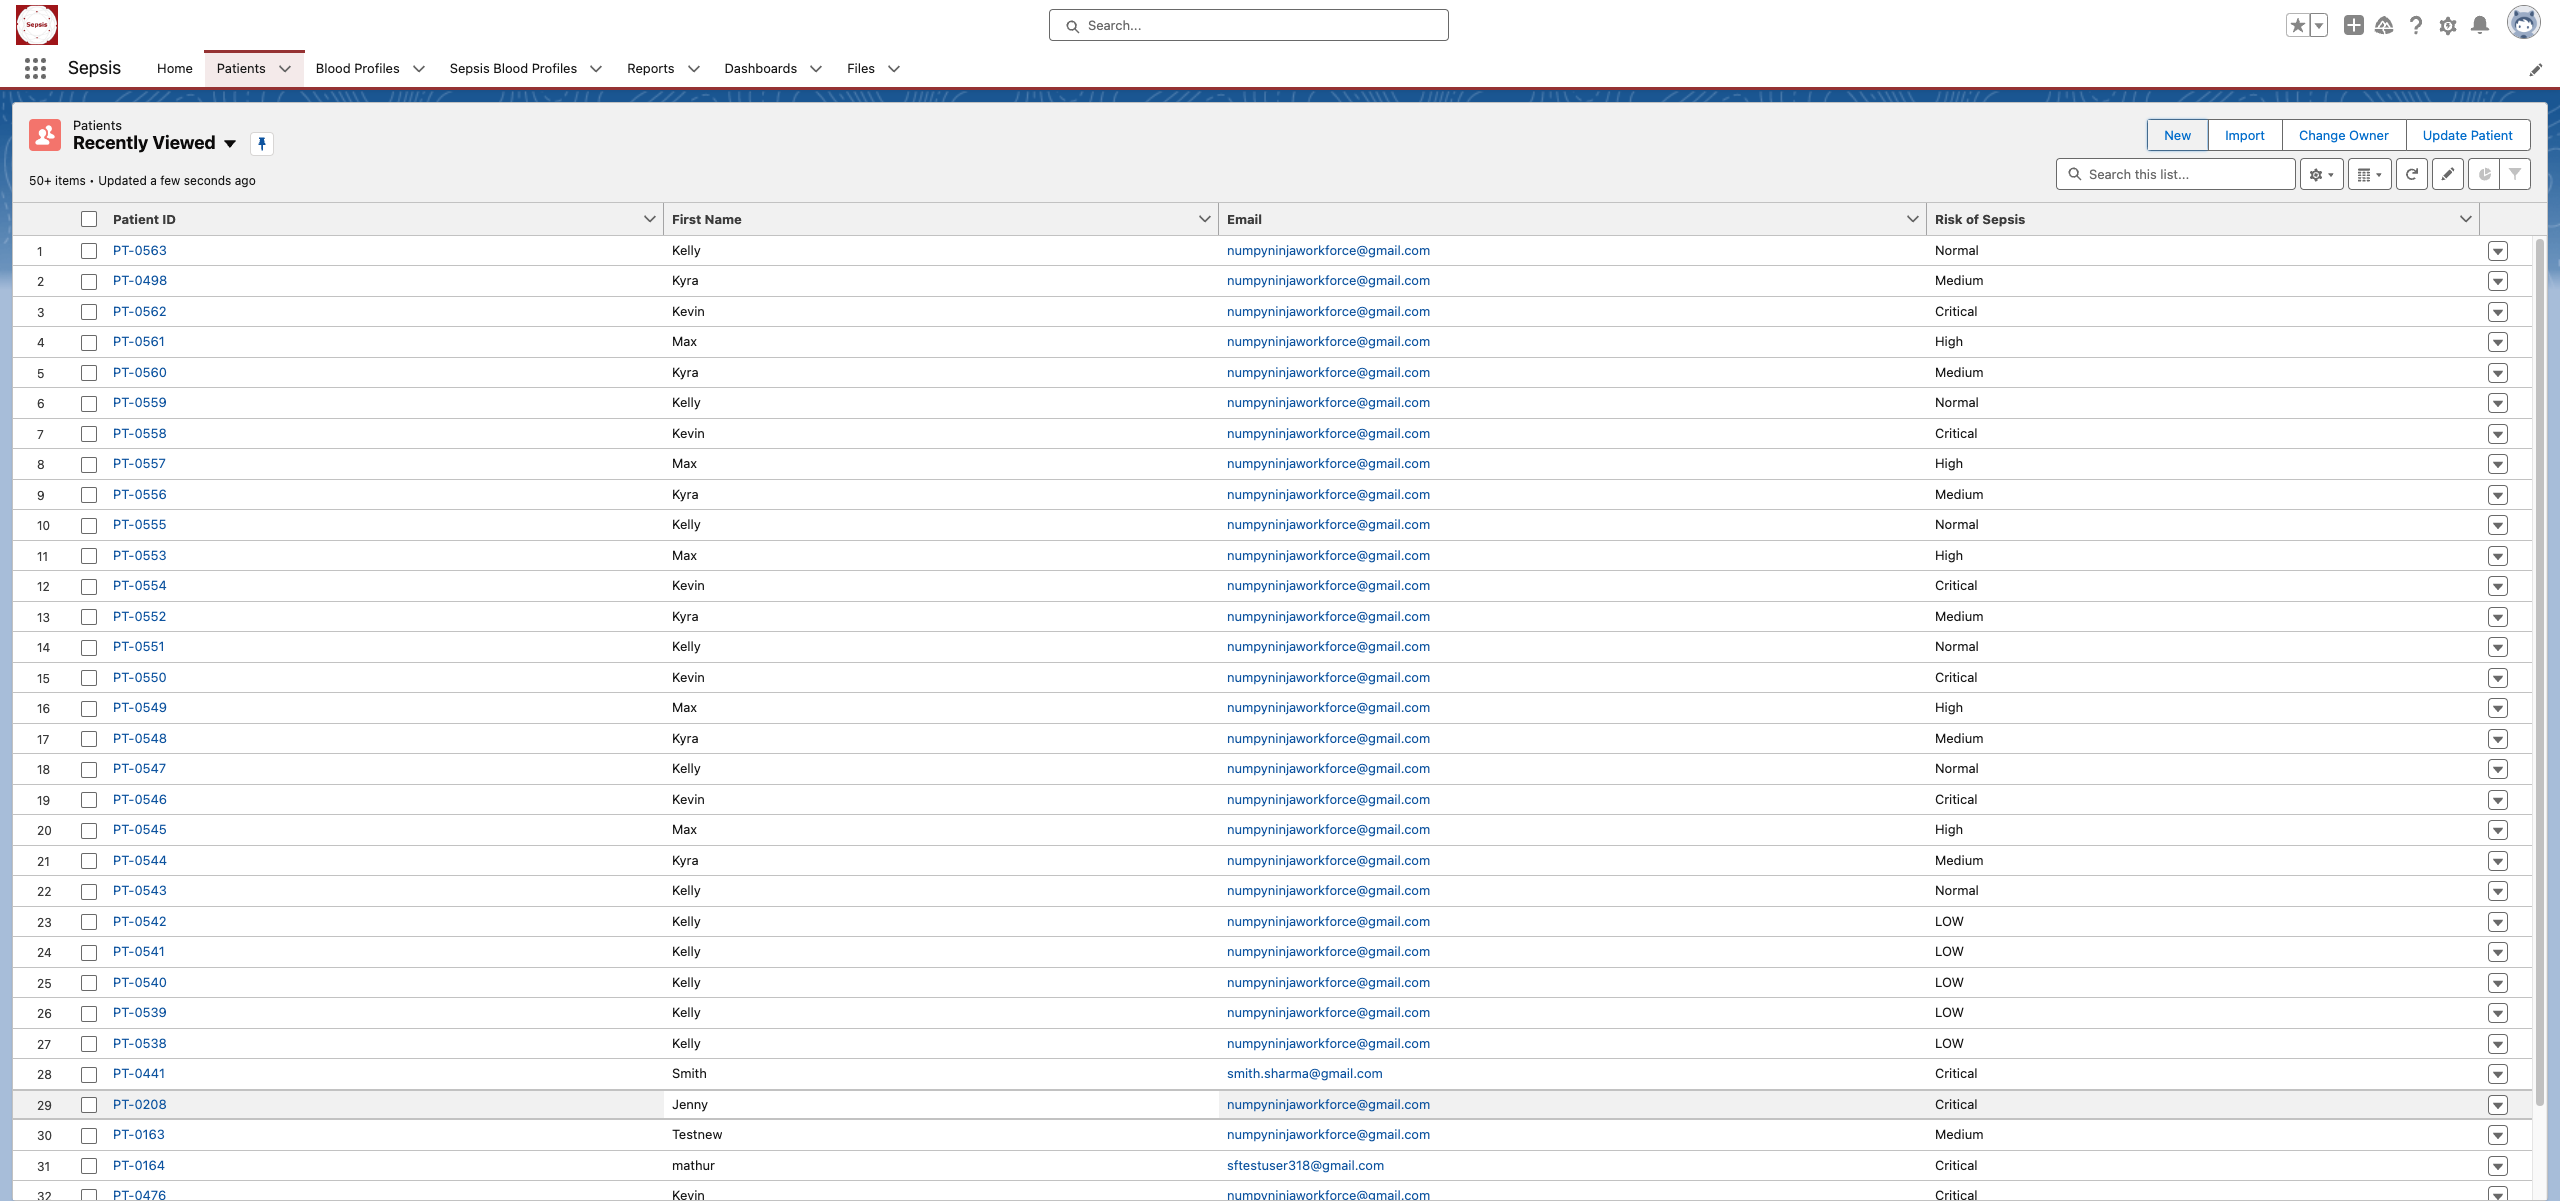 Sepsis
Search...
Sepsis Home Patients Blood Profiles Sepsis Blood Profiles Reports Dashboards Files
Patients
Recently Viewed
New Import Change Owner Update Patient
50+ items • Updated a few seconds ago
Search this list...
Patient ID First Name Email Risk of Sepsis
1 PT-0563 Kelly numpyninjaworkforce@gmail.com Normal
2 PT-0498 Kyra numpyninjaworkforce@gmail.com Medium
3 PT-0562 Kevin numpyninjaworkforce@gmail.com Critical
4 PT-0561 Max numpyninjaworkforce@gmail.com High
5 PT-0560 Kyra numpyninjaworkforce@gmail.com Medium
6 PT-0559 Kelly numpyninjaworkforce@gmail.com Normal
7 PT-0558 Kevin numpyninjaworkforce@gmail.com Critical
8 PT-0557 Max numpyninjaworkforce@gmail.com High
9 PT-0556 Kyra numpyninjaworkforce@gmail.com Medium
10 PT-0555 Kelly numpyninjaworkforce@gmail.com Normal
11 PT-0553 Max numpyninjaworkforce@gmail.com High
12 PT-0554 Kevin numpyninjaworkforce@gmail.com Critical
13 PT-0552 Kyra numpyninjaworkforce@gmail.com Medium
14 PT-0551 Kelly numpyninjaworkforce@gmail.com Normal
15 PT-0550 Kevin numpyninjaworkforce@gmail.com Critical
16 PT-0549 Max numpyninjaworkforce@gmail.com High
17 PT-0548 Kyra numpyninjaworkforce@gmail.com Medium
18 PT-0547 Kelly numpyninjaworkforce@gmail.com Normal
19 PT-0546 Kevin numpyninjaworkforce@gmail.com Critical
20 PT-0545 Max numpyninjaworkforce@gmail.com High
21 PT-0544 Kyra numpyninjaworkforce@gmail.com Medium
22 PT-0543 Kelly numpyninjaworkforce@gmail.com Normal
23 PT-0542 Kelly numpyninjaworkforce@gmail.com LOW
24 PT-0541 Kelly numpyninjaworkforce@gmail.com LOW
25 PT-0540 Kelly numpyninjaworkforce@gmail.com LOW
26 PT-0539 Kelly numpyninjaworkforce@gmail.com LOW
27 PT-0538 Kelly numpyninjaworkforce@gmail.com LOW
28 PT-0441 Smith smith.sharma@gmail.com Critical
29 PT-0208 Jenny numpyninjaworkforce@gmail.com Critical
30 PT-0163 Testnew numpyninjaworkforce@gmail.com Medium
31 PT-0164 mathur sftestuser318@gmail.com Critical
32 PT-0476 Kevin numpyninjaworkforce@gmail.com Critical